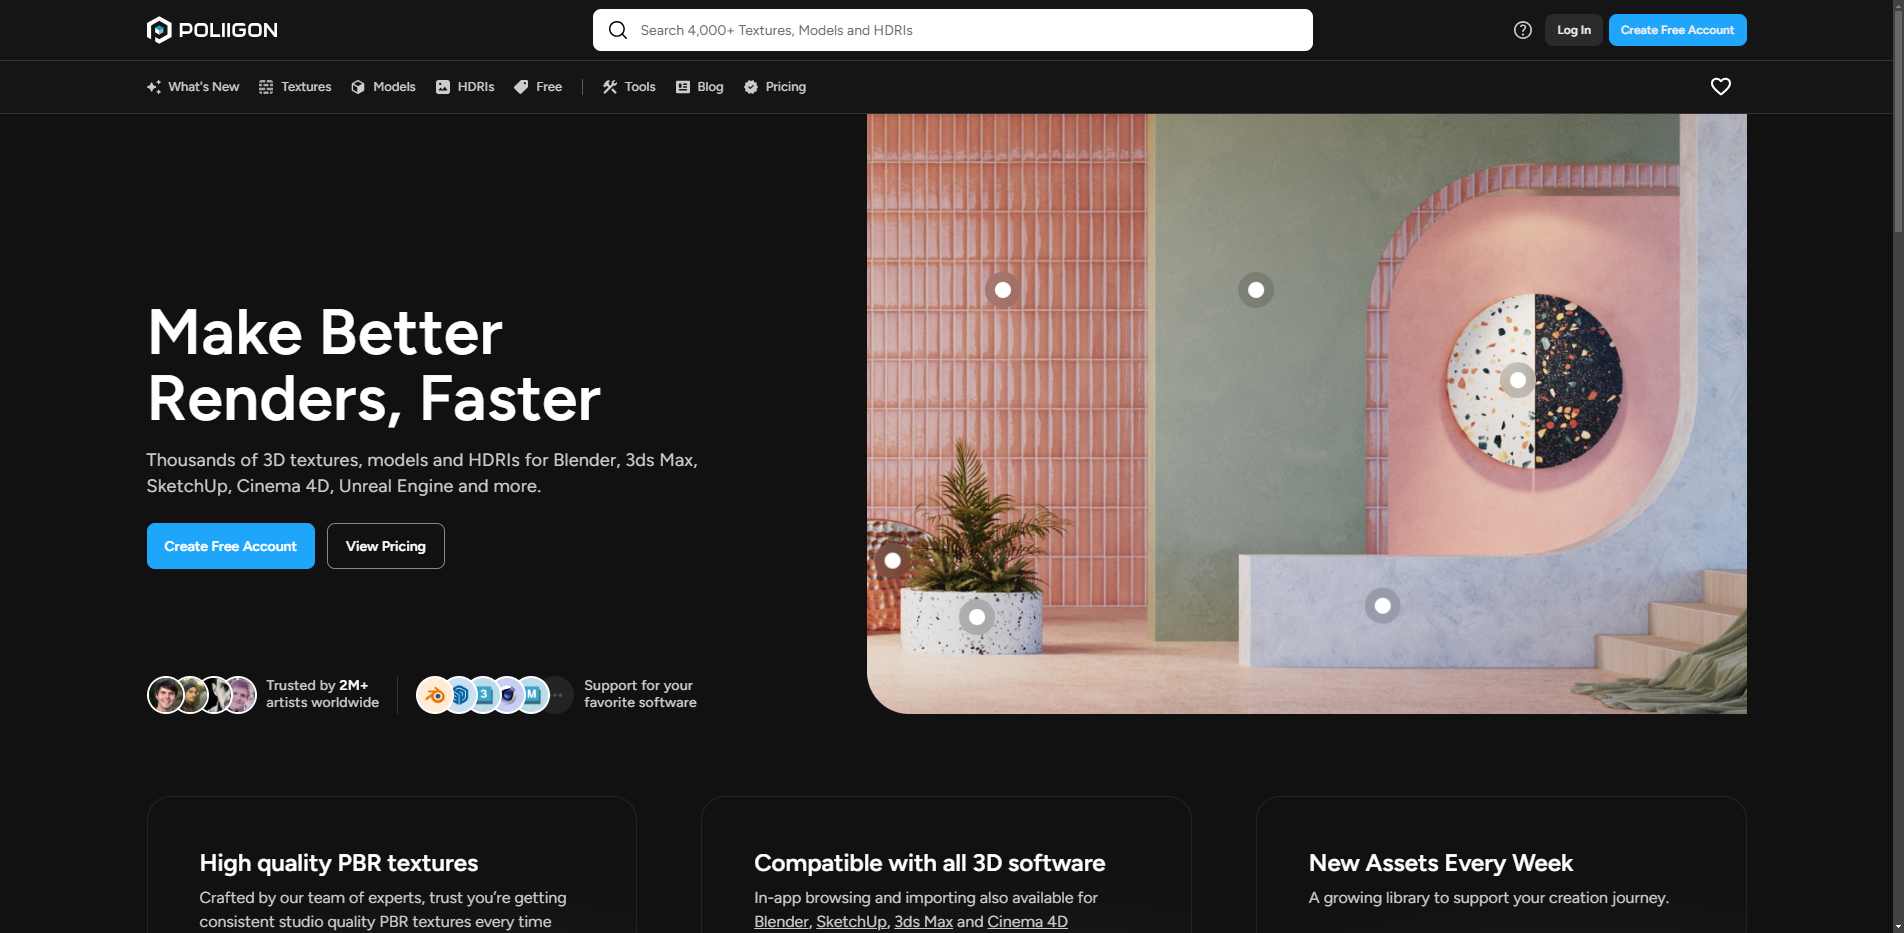 POLIIGON
Search 4,000+ Textures, Models and HDRIs
Log In
Create Free Account
What's New
Textures
Models
HDRIs
Free
Tools
Blog
Pricing
Make Better
Renders, Faster
Thousands of 3D textures, models and HDRIs for Blender, 3ds Max,
SketchUp, Cinema 4D, Unreal Engine and more.
Create Free Account
View Pricing
Trusted by 2M+
artists worldwide
3
M
Support for your
favorite software
High quality PBR textures
Crafted by our team of experts, trust you’re getting
consistent studio quality PBR textures every time
Compatible with all 3D software
In-app browsing and importing also available for
Blender, SketchUp, 3ds Max and Cinema 4D
New Assets Every Week
A growing library to support your creation journey.